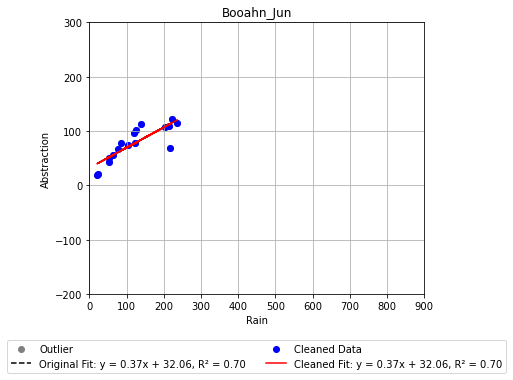 Booahn_Jun
300
200
100
0
−100
−200
Abstraction
0 100 200 300 400 500 600 700 800 900
Rain
Outlier
Original Fit: y = 0.37x + 32.06, R² = 0.70
Cleaned Data
Cleaned Fit: y = 0.37x + 32.06, R² = 0.70